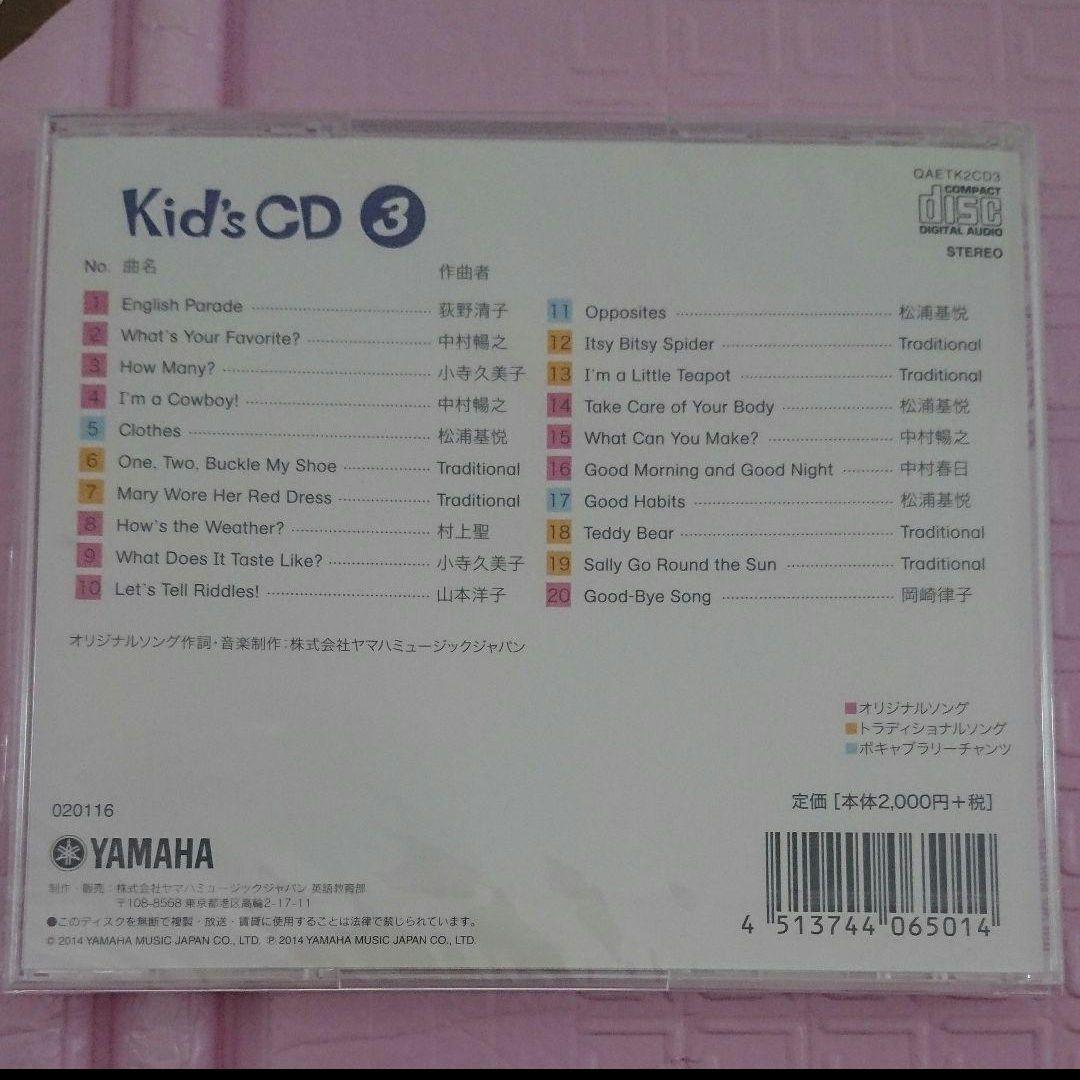 Kid's CD 3
QAETK2CD3
COMPACT
disc
DIGITAL AUDIO
STEREO
No. 曲名 作曲者
1 English Parade 荻野清子
2 What's Your Favorite? 中村暢之
3 How Many? 小寺久美子
4 I'm a Cowboy! 中村暢之
5 Clothes 松浦基悦
6 One, Two, Buckle My Shoe Traditional
7 Mary Wore Her Red Dress Traditional
8 How's the Weather? 村上聖
9 What Does It Taste Like? 小寺久美子
10 Let's Tell Riddles! 山本洋子
11 Opposites 松浦基悦
12 Itsy Bitsy Spider Traditional
13 I'm a Little Teapot Traditional
14 Take Care of Your Body 松浦基悦
15 What Can You Make? 中村暢之
16 Good Morning and Good Night 中村春日
17 Good Habits 松浦基悦
18 Teddy Bear Traditional
19 Sally Go Round the Sun Traditional
20 Good-Bye Song 岡崎律子
オリジナルソング作詞・音楽制作：株式会社ヤマハミュージックジャパン
オリジナルソング
トラディショナルソング
ボキャブラリーチャンツ
定価 [本体2,000円+税]
020116
YAMAHA
制作・販売：株式会社ヤマハミュージックジャパン 英語教育部
〒108-8568 東京都港区高輪2-17-11
●このディスクを無断で複製・放送・賃貸に使用することは法律で禁じられています。
© 2014 YAMAHA MUSIC JAPAN CO., LTD. ℗ 2014 YAMAHA MUSIC JAPAN CO., LTD.
4 513744 065014